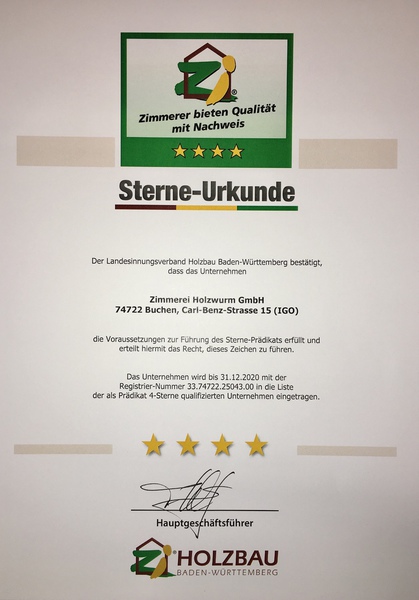 Zimmerer bieten Qualität
mit Nachweis
Sterne-Urkunde
Der Landesinnungsverband Holzbau Baden-Württemberg bestätigt,
dass das Unternehmen
Zimmerei Holzwurm GmbH
74722 Buchen, Carl-Benz-Strasse 15 (IGO)
die Voraussetzungen zur Führung des Sterne-Prädikats erfüllt und
erteilt hiermit das Recht, dieses Zeichen zu führen.
Das Unternehmen wird bis 31.12.2020 mit der
Registrier-Nummer 33.74722.25043.00 in die Liste
der als Prädikat 4-Sterne qualifizierten Unternehmen eingetragen.
Hauptgeschäftsführer
HOLZBAU
BADEN-WÜRTTEMBERG